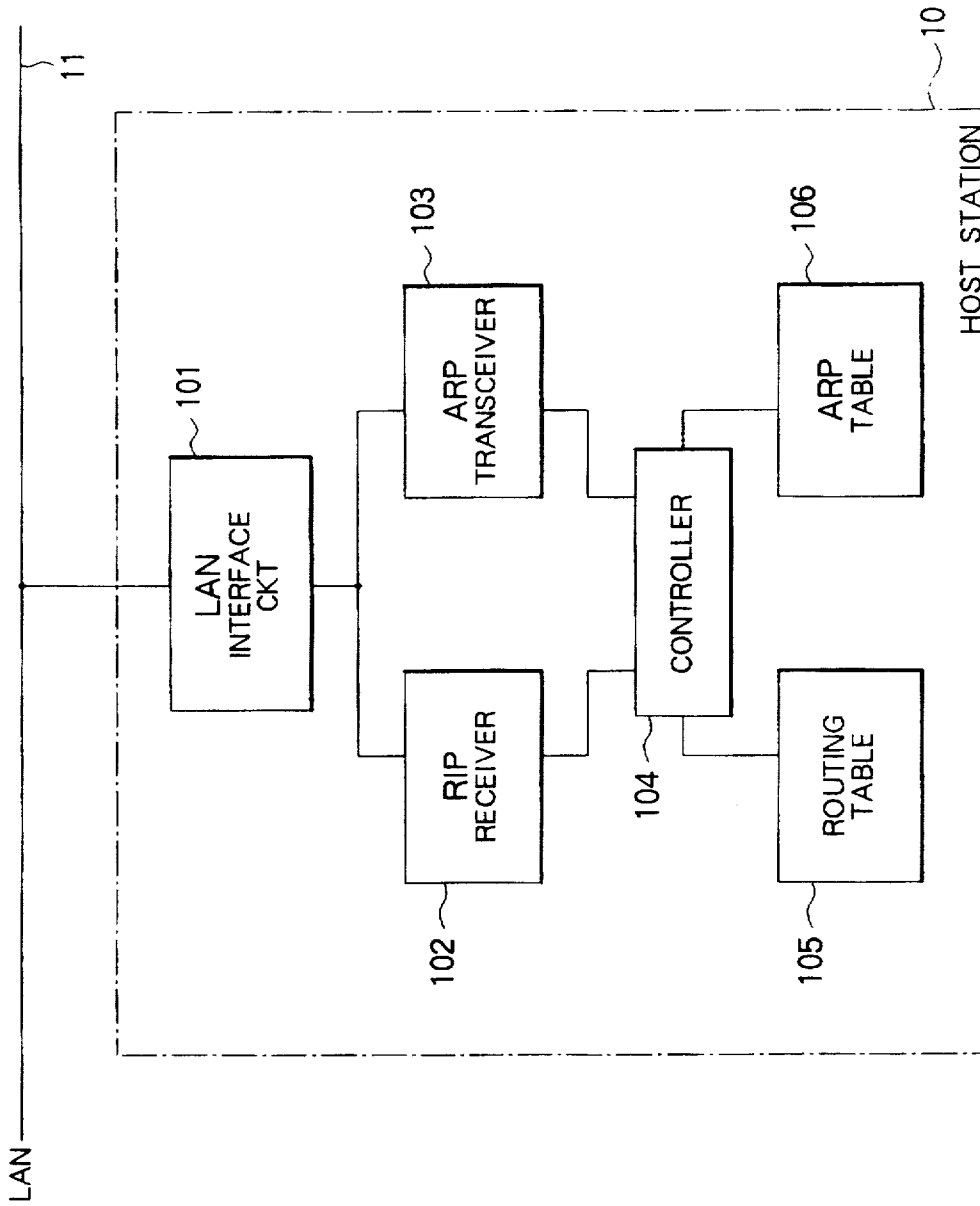 LAN
11
101
LAN
INTERFACE
CKT
102
RIP
RECEIVER
103
ARP
TRANSCEIVER
104
CONTROLLER
105
ROUTING
TABLE
106
ARP
TABLE
HOST STATION
10